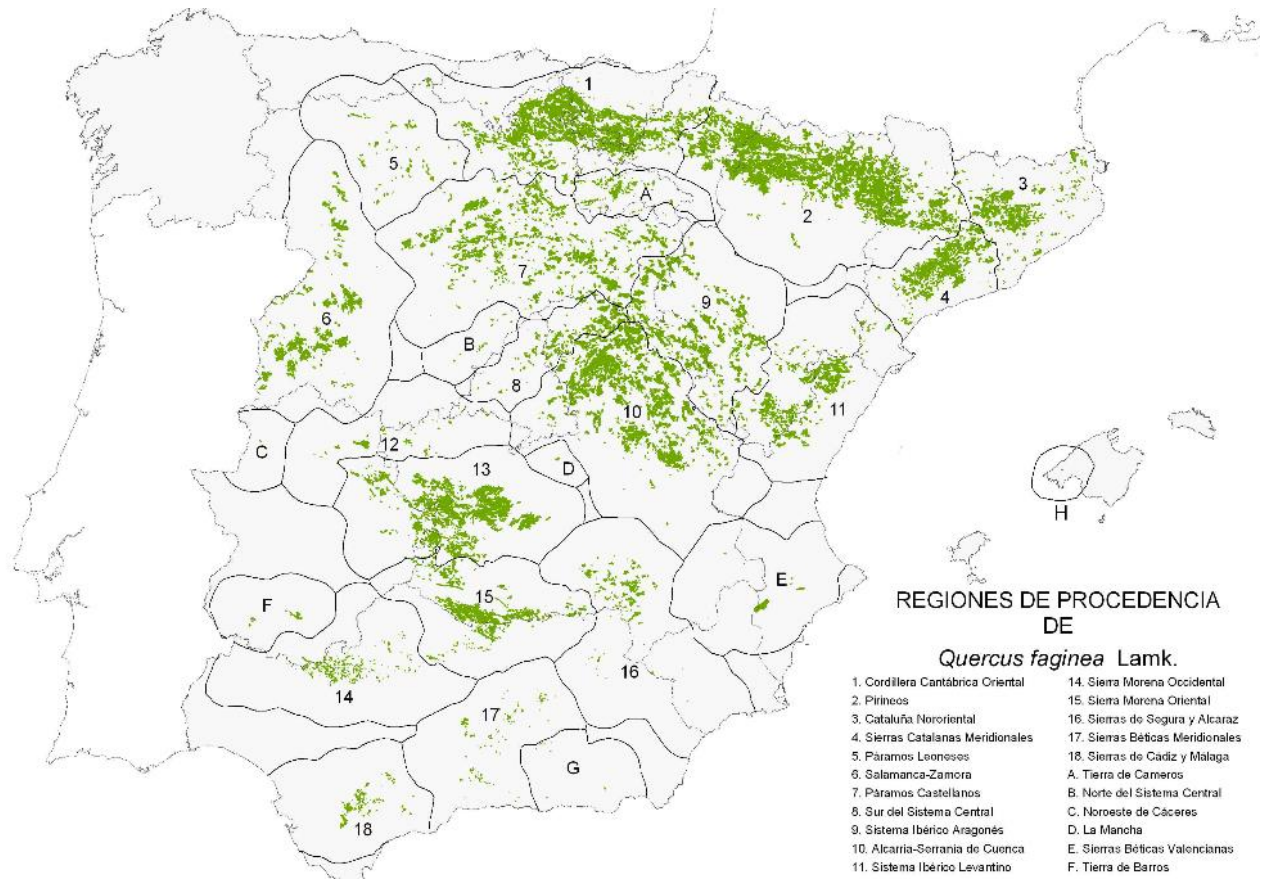 1
5
3
A
2
7
9
4
6
B
8
10
11
12
C
13
D
H
E
15
F
16
14
17
G
18
REGIONES DE PROCEDENCIA
DE
Quercus faginea Lamk.
1. Cordillera Cantábrica Oriental
2. Pirineos
3. Cataluña Nororiental
4. Sierras Catalanas Meridionales
5. Páramos Leoneses
6. Salamanca-Zamora
7. Páramos Castellanos
8. Sur del Sistema Central
9. Sistema Ibérico Aragonés
10. Alcarria-Serranía de Cuenca
11. Sistema Ibérico Levantino
14. Sierra Morena Occidental
15. Sierra Morena Oriental
16. Sierras de Segura y Alcaraz
17. Sierras Béticas Meridionales
18. Sierras de Cádiz y Málaga
A. Tierra de Cameros
B. Norte del Sistema Central
C. Noroeste de Cáceres
D. La Mancha
E. Sierras Béticas Valencianas
F. Tierra de Barros